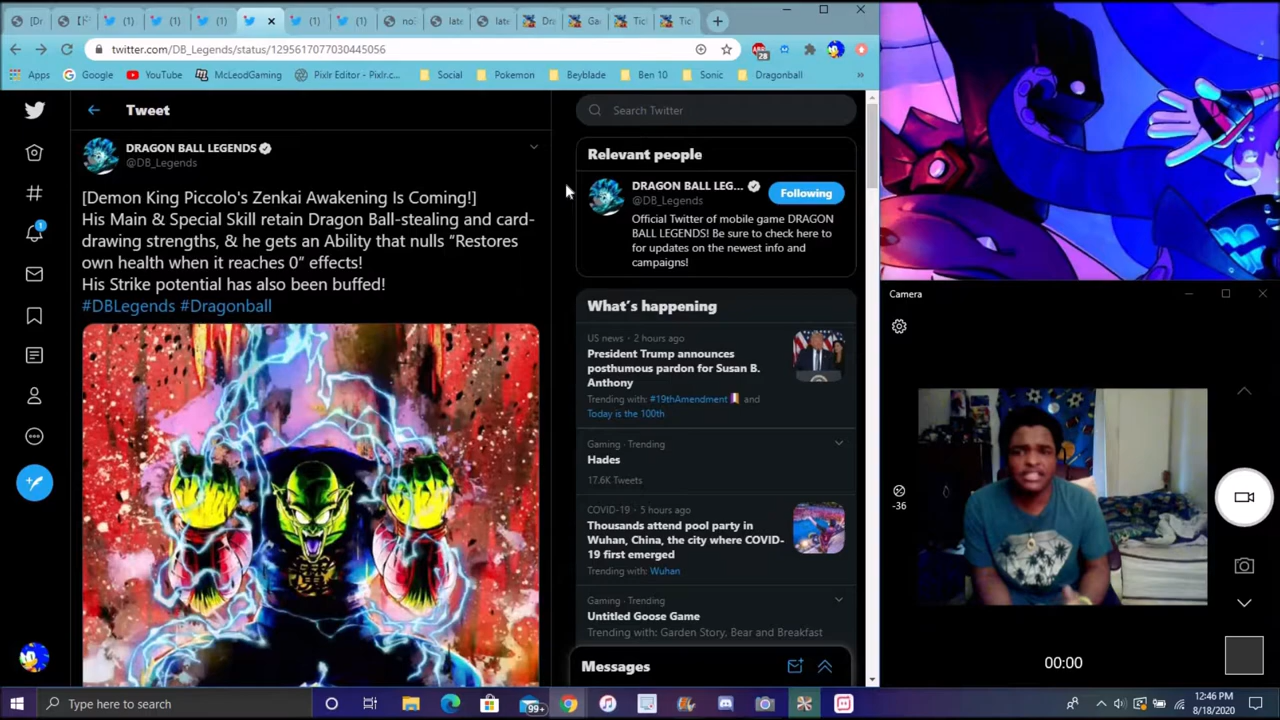 (1)
(1)
(1)
(1)
(1)
twitter.com/DB_Legends/status/1295617077030445056
28
Apps
Google
YouTube
McLeodGaming
Pixlr Editor - Pixlr.c...
Social
Pokemon
Beyblade
Ben 10
Sonic
Dragonball
»
Tweet
DRAGON BALL LEGENDS
@DB_Legends
[Demon King Piccolo's Zenkai Awakening Is Coming!]
His Main & Special Skill retain Dragon Ball-stealing and card-
drawing strengths, & he gets an Ability that nulls “Restores
own health when it reaches 0” effects!
His Strike potential has also been buffed!
#DBLegends #Dragonball
1
Search Twitter
Relevant people
DRAGON BALL LEG...
@DB_Legends
Following
Official Twitter of mobile game DRAGON
BALL LEGENDS! Be sure to check here
for updates on the newest info and
campaigns!
What’s happening
US news · 2 hours ago
President Trump announces
posthumous pardon for Susan B.
Anthony
Trending with: #19thAmendment and
Today is the 100th
Gaming · Trending
Hades
17.6K Tweets
COVID-19 · 5 hours ago
Thousands attend pool party in
Wuhan, China, the city where COVID-
19 first emerged
Trending with: Wuhan
Gaming · Trending
Untitled Goose Game
Trending with: Garden Story, Bear and Breakfast
Messages
Camera
-36
00:00
Type here to search
99+
12:46 PM
8/18/2020